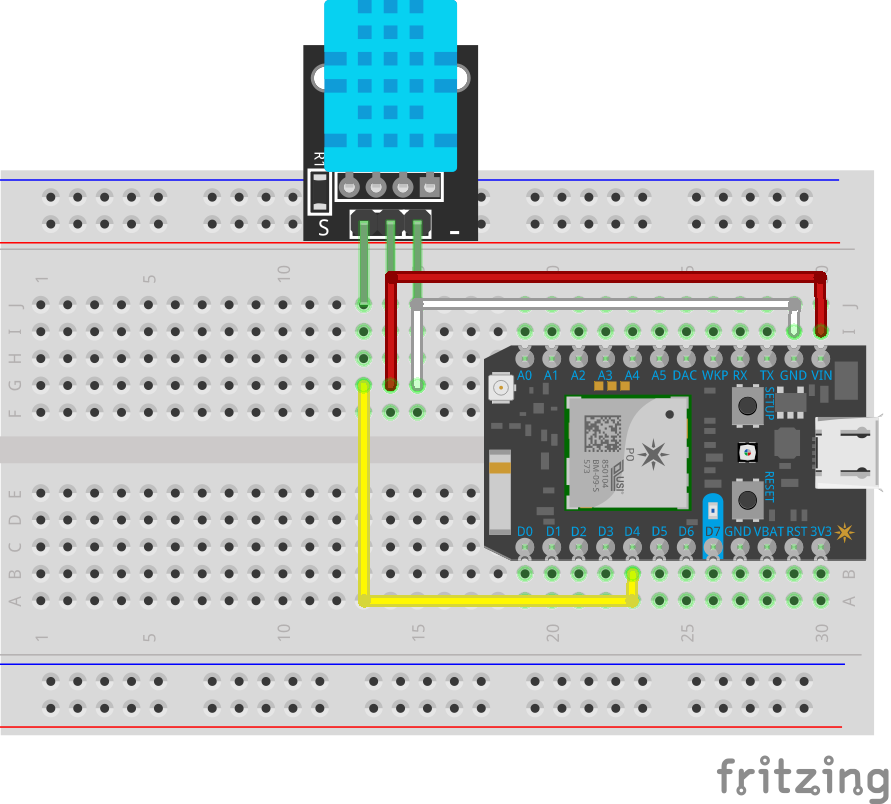 R1
S -
1 5 10 15 20 25 30
J J
I I
H
G
F
A0 A1 A2 A3 A4 A5 DAC WKP RX TX GND VIN
SETUP
P0
850104
BM-09-S
573
USI
RESET
D0 D1 D2 D3 D4 D5 D6 D7 GND VBAT RST 3V3
E
D
C
B B
A A
1 5 10 15 20 25 30
fritzing